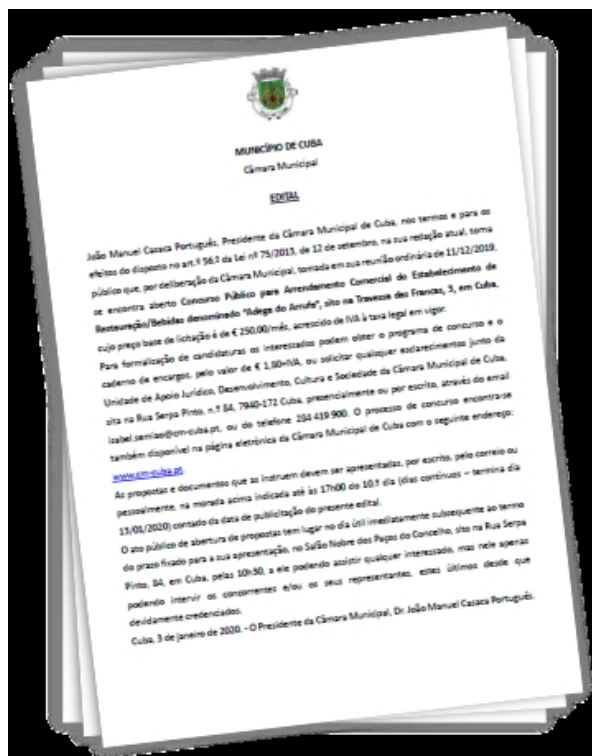 MUNICÍPIO DE CUBA
Câmara Municipal
EDITAL
João Manuel Casaca Português, Presidente da Câmara Municipal de Cuba, nos termos e para os
efeitos do disposto no art.º 56.º da Lei nº 75/2013, de 12 de setembro, na sua redação atual, torna
público que, por deliberação da Câmara Municipal, tomada em sua reunião ordinária de 11/12/2019,
se encontra aberto Concurso Público para Arrendamento Comercial do Estabelecimento de
Restauração/Bebidas denominado "Adega do Arrufa", sito na Travessa das Francas, 5, em Cuba,
cujo preço base de licitação é de € 250,00/mês, acrescido de IVA à taxa legal em vigor.
Para formalização de candidaturas os interessados podem obter o programa de concurso e o
caderno de encargos, pelo valor de € 1,80+IVA, ou solicitar quaisquer esclarecimentos junto da
Unidade de Apoio Jurídico, Desenvolvimento, Cultura e Sociedade da Câmara Municipal de Cuba,
sita na Rua Serpa Pinto, n.º 84, 7940-172 Cuba, presencialmente ou por escrito, através do email
isabel.semiao@cm-cuba.pt, ou do telefone 284 419 900. O processo de concurso encontra-se
também disponível na página eletrónica da Câmara Municipal de Cuba com o seguinte endereço:
www.cm-cuba.pt.
As propostas e documentos que as instruem devem ser apresentadas, por escrito, pelo correio ou
pessoalmente, na morada acima indicada até às 17h00 do 10.º dia (dias contínuos – termina dia
13/01/2020) contado da data de publicitação do presente edital.
O ato público de abertura de propostas tem lugar no dia útil imediatamente subsequente ao termo
do prazo fixado para a sua apresentação, no Salão Nobre dos Paços do Concelho, sito na Rua Serpa
Pinto, 84, em Cuba, pelas 10h30, a ele podendo assistir qualquer interessado, mas nele apenas
podendo intervir os concorrentes e/ou os seus representantes, estes últimos desde que
devidamente credenciados.
Cuba, 3 de janeiro de 2020. - O Presidente da Câmara Municipal, Dr. João Manuel Casaca Português.